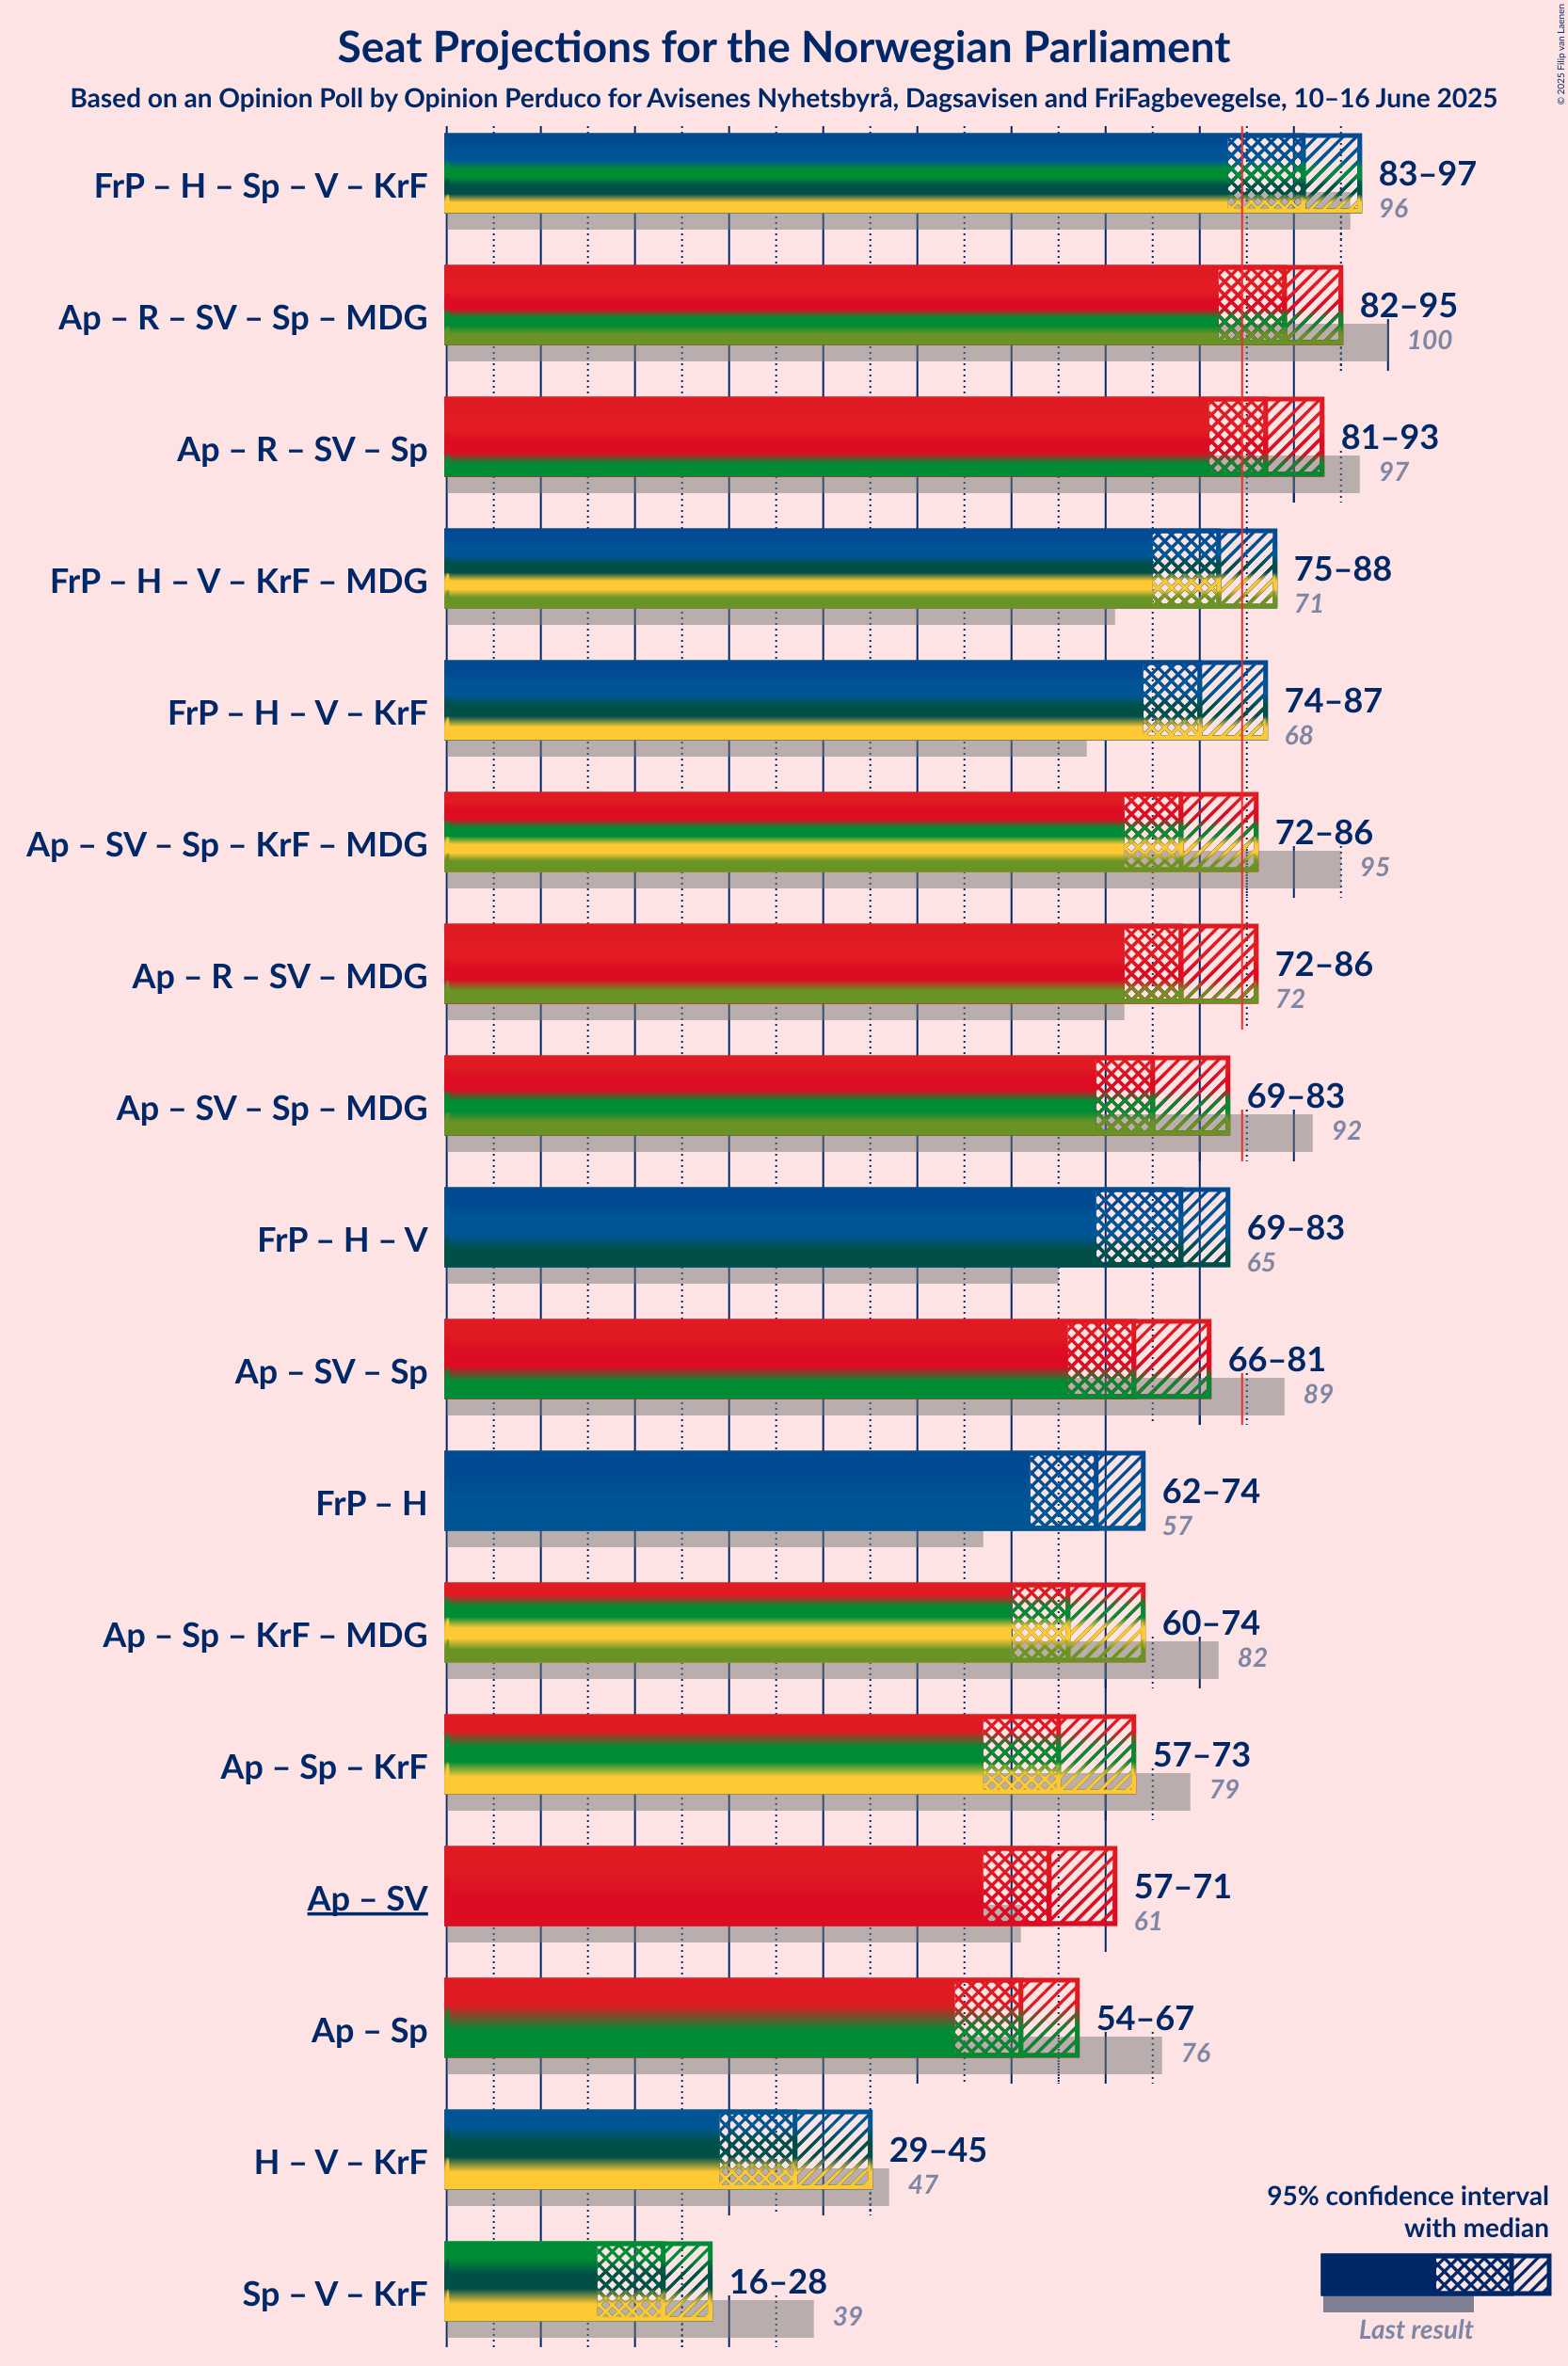 Seat Projections for the Norwegian Parliament
Based on an Opinion Poll by Opinion Perduco for Avisenes Nyhetsbyrå, Dagsavisen and FriFagbevegelse, 10–16 June 2025
© 2025 Filip van Laenen
FrP – H – Sp – V – KrF
83–97
96
Ap – R – SV – Sp – MDG
82–95
100
Ap – R – SV – Sp
81–93
97
FrP – H – V – KrF – MDG
75–88
71
FrP – H – V – KrF
74–87
68
Ap – SV – Sp – KrF – MDG
72–86
95
Ap – R – SV – MDG
72–86
72
Ap – SV – Sp – MDG
69–83
92
FrP – H – V
69–83
65
Ap – SV – Sp
66–81
89
FrP – H
62–74
57
Ap – Sp – KrF – MDG
60–74
82
Ap – Sp – KrF
57–73
79
Ap – SV
57–71
61
Ap – Sp
54–67
76
H – V – KrF
29–45
47
Sp – V – KrF
16–28
39
95% confidence interval
with median
Last result